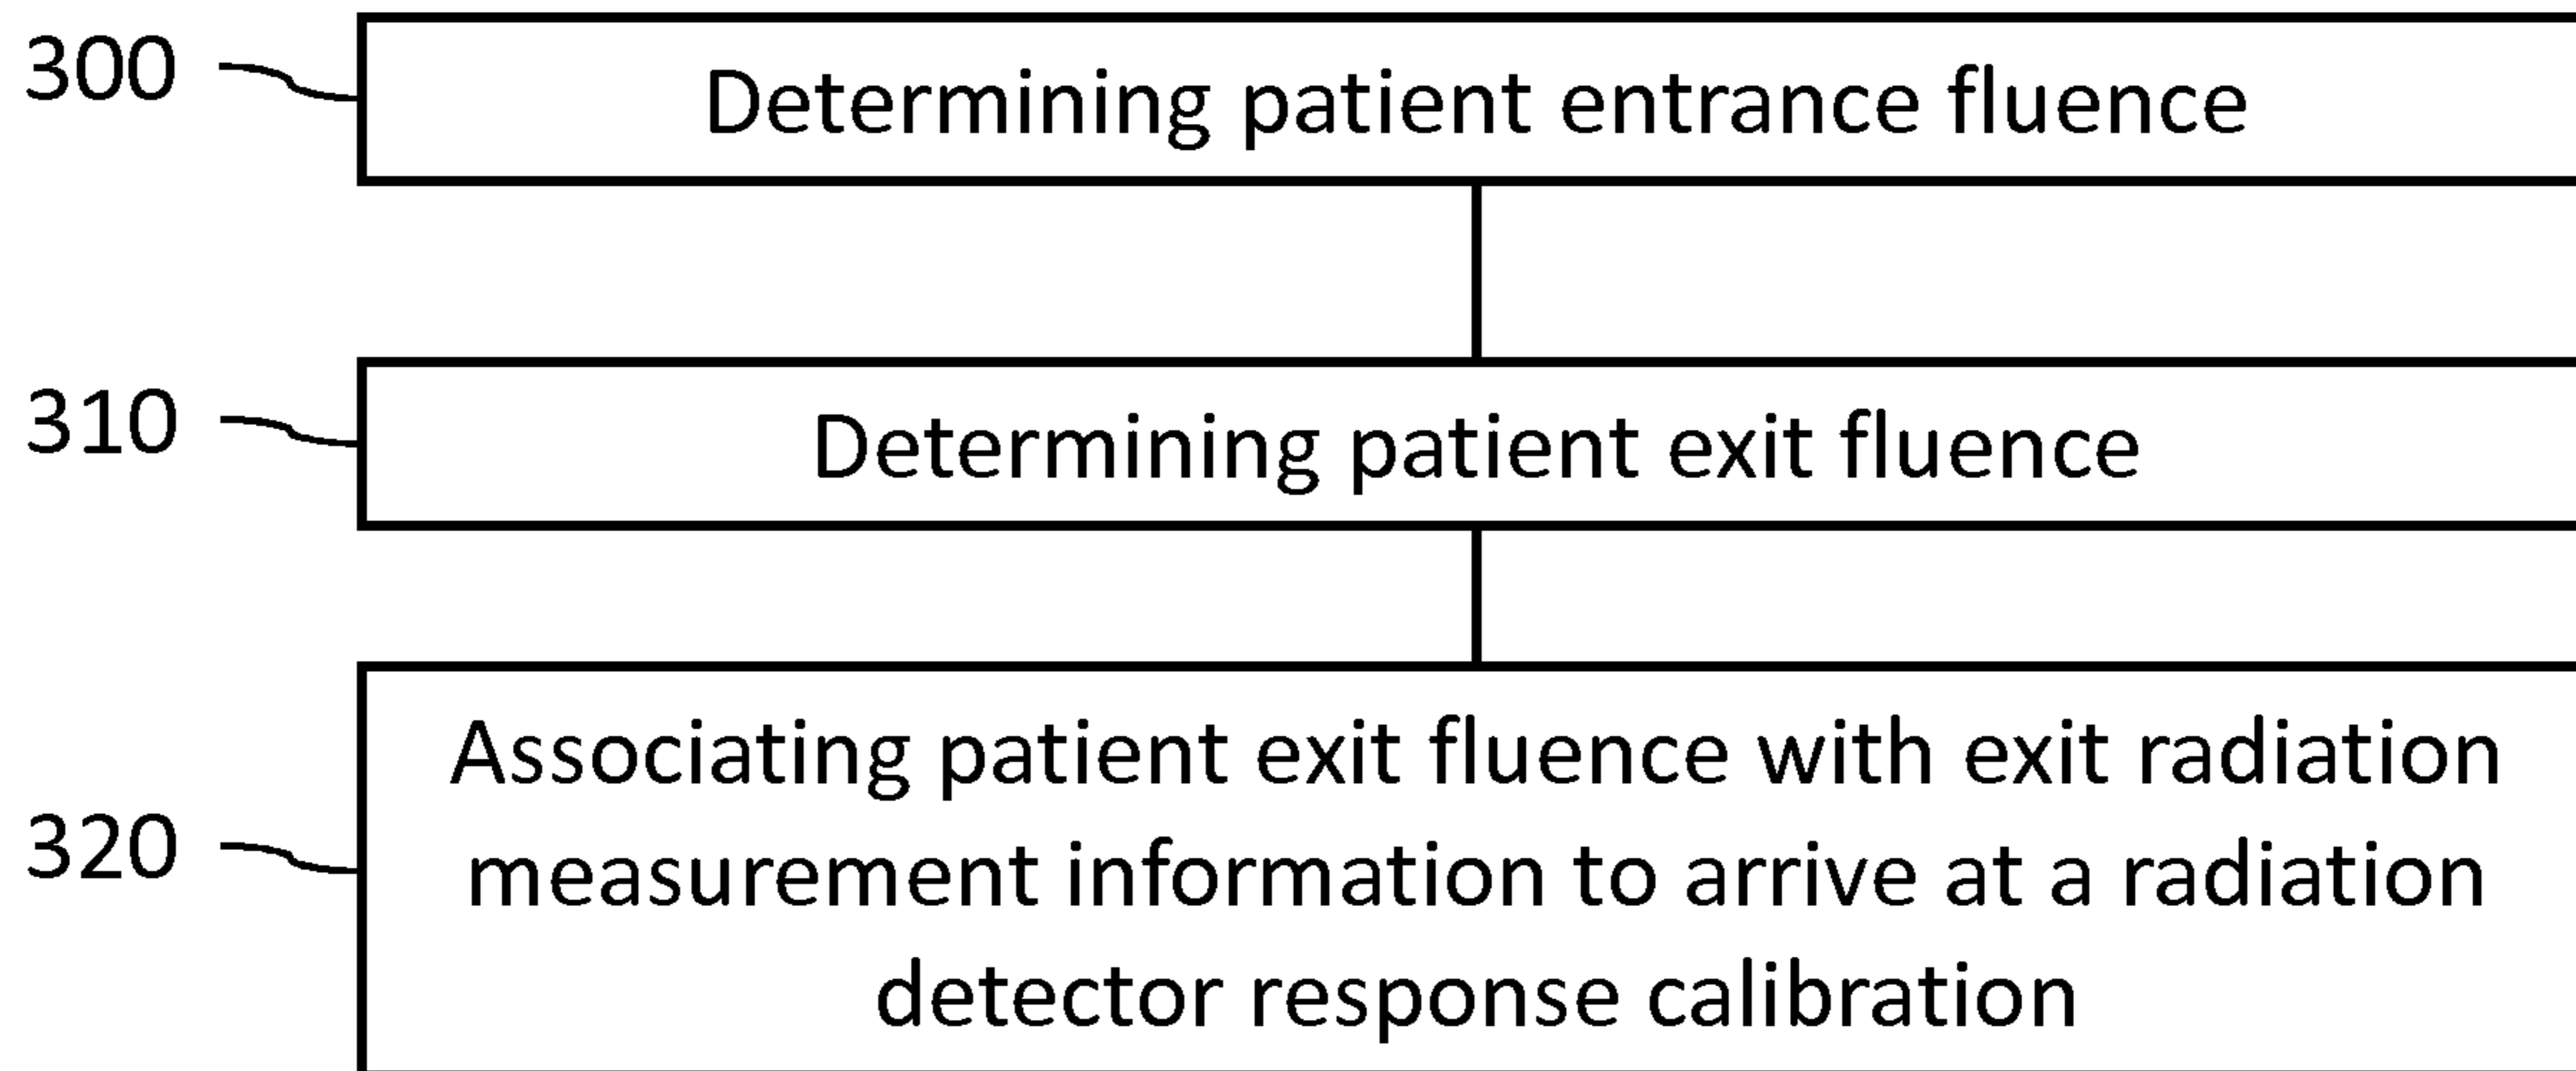 300
Determining patient entrance fluence
310
Determining patient exit fluence
320
Associating patient exit fluence with exit radiation
measurement information to arrive at a radiation
detector response calibration